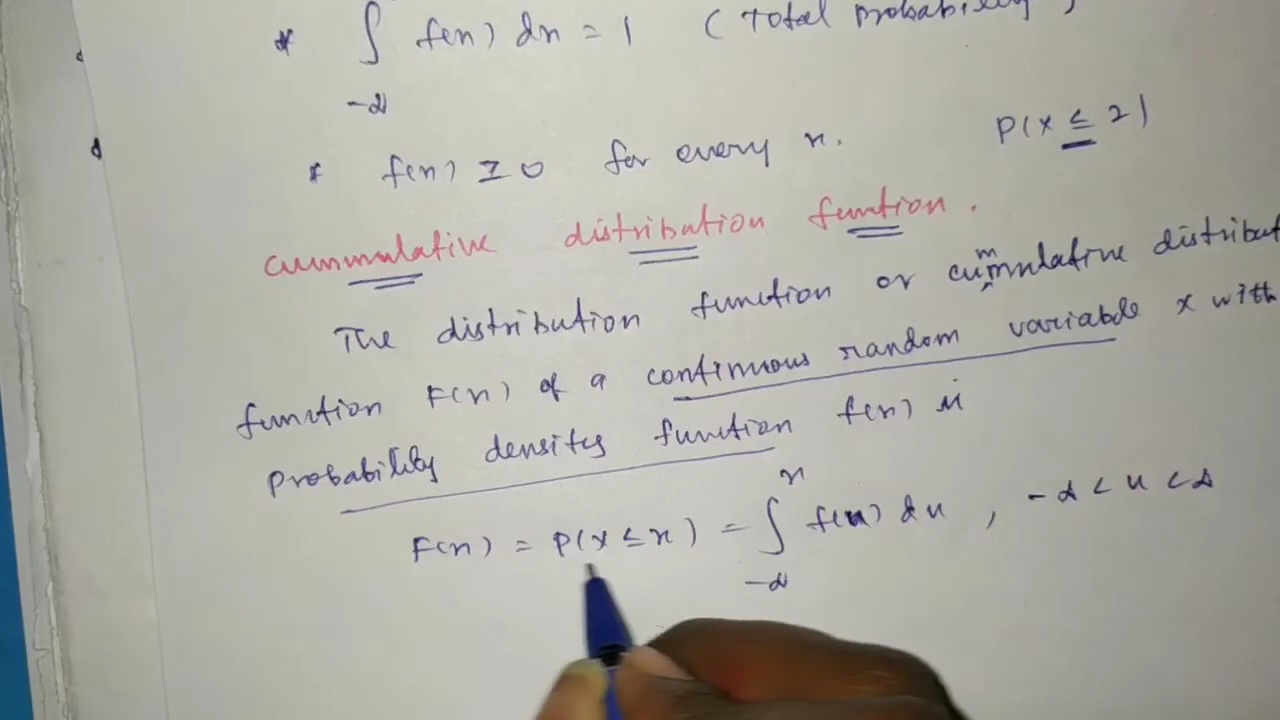 * ∫ f(x) dx = 1 (Total probability)
-∞
* f(x) ≥ 0 for every x. P(X ≤ 2)
cummulative distribution function.
The distribution function or cummulative distribut
function F(x) of a continuous random variable X with
probability density function f(x) is
F(x) = P(X ≤ x) = ∫ f(u) du , -∞ < u < ∞
x
-∞